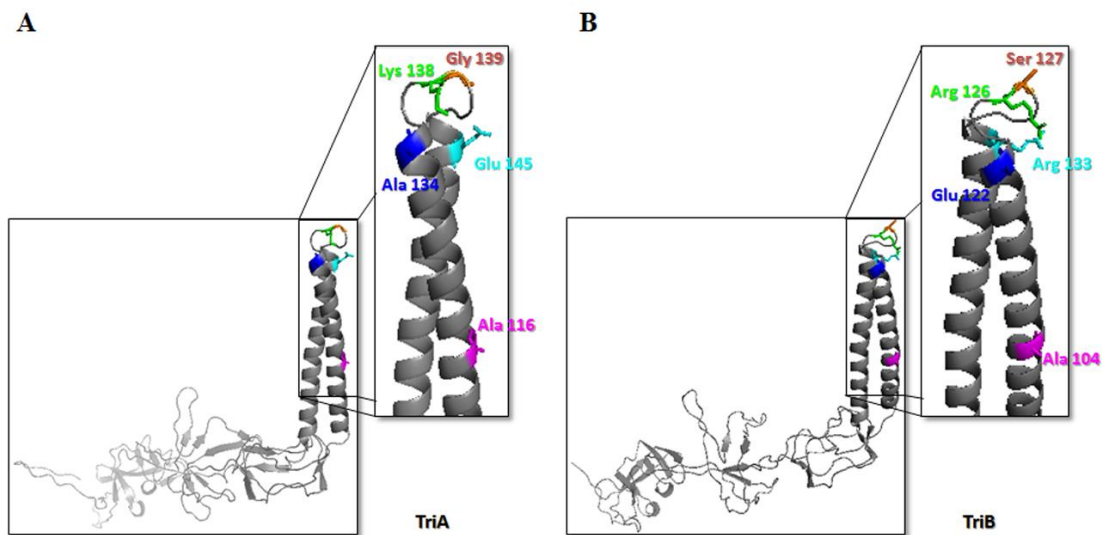 A
Gly 139
Lys 138
Glu 145
Ala 134
Ala 116
TriA
B
Ser 127
Arg 126
Arg 133
Glu 122
Ala 104
TriB